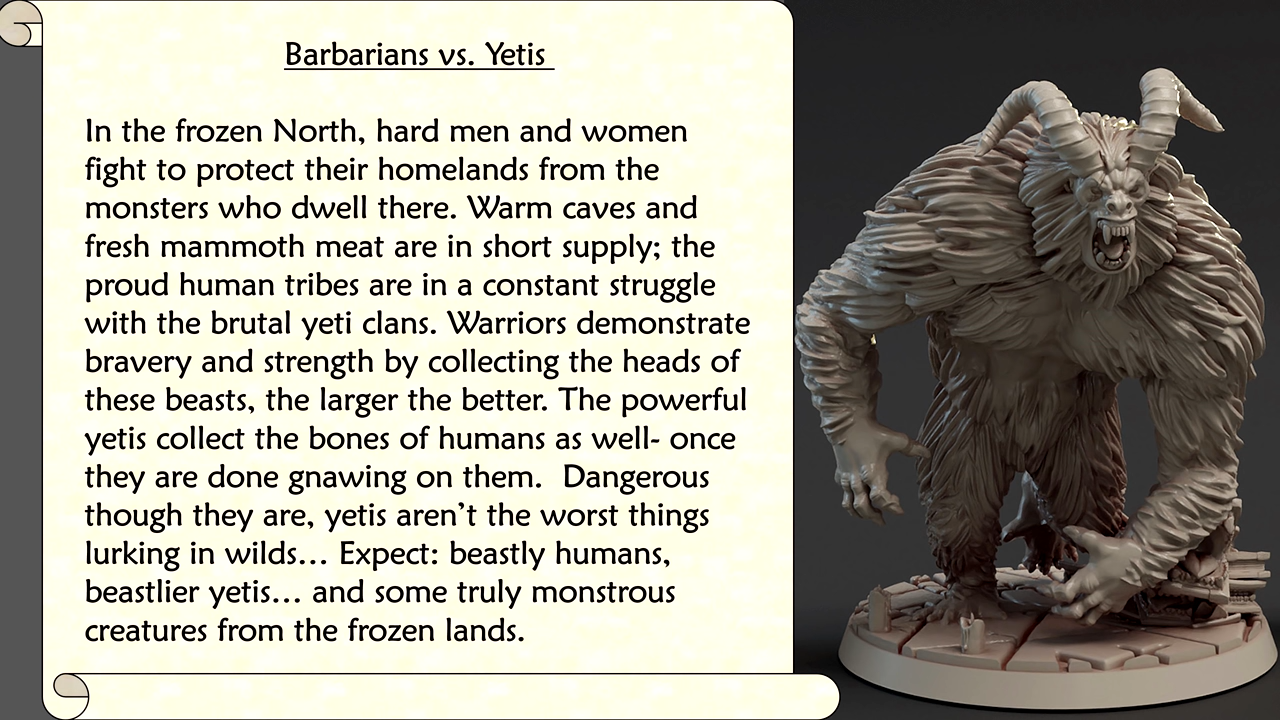 Barbarians vs. Yetis
In the frozen North, hard men and women
fight to protect their homelands from the
monsters who dwell there. Warm caves and
fresh mammoth meat are in short supply; the
proud human tribes are in a constant struggle
with the brutal yeti clans. Warriors demonstrate
bravery and strength by collecting the heads of
these beasts, the larger the better. The powerful
yetis collect the bones of humans as well- once
they are done gnawing on them.  Dangerous
though they are, yetis aren’t the worst things
lurking in wilds… Expect: beastly humans,
beastlier yetis… and some truly monstrous
creatures from the frozen lands.